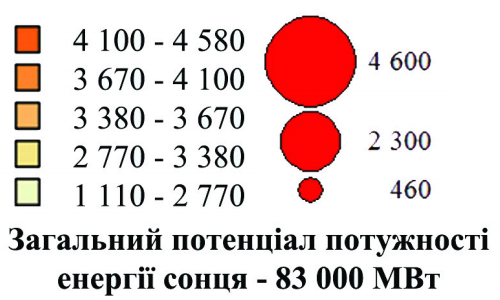 4 100 - 4 580
3 670 - 4 100
3 380 - 3 670
2 770 - 3 380
1 110 - 2 770
4 600
2 300
460
Загальний потенціал потужності
енергії сонця - 83 000 МВт